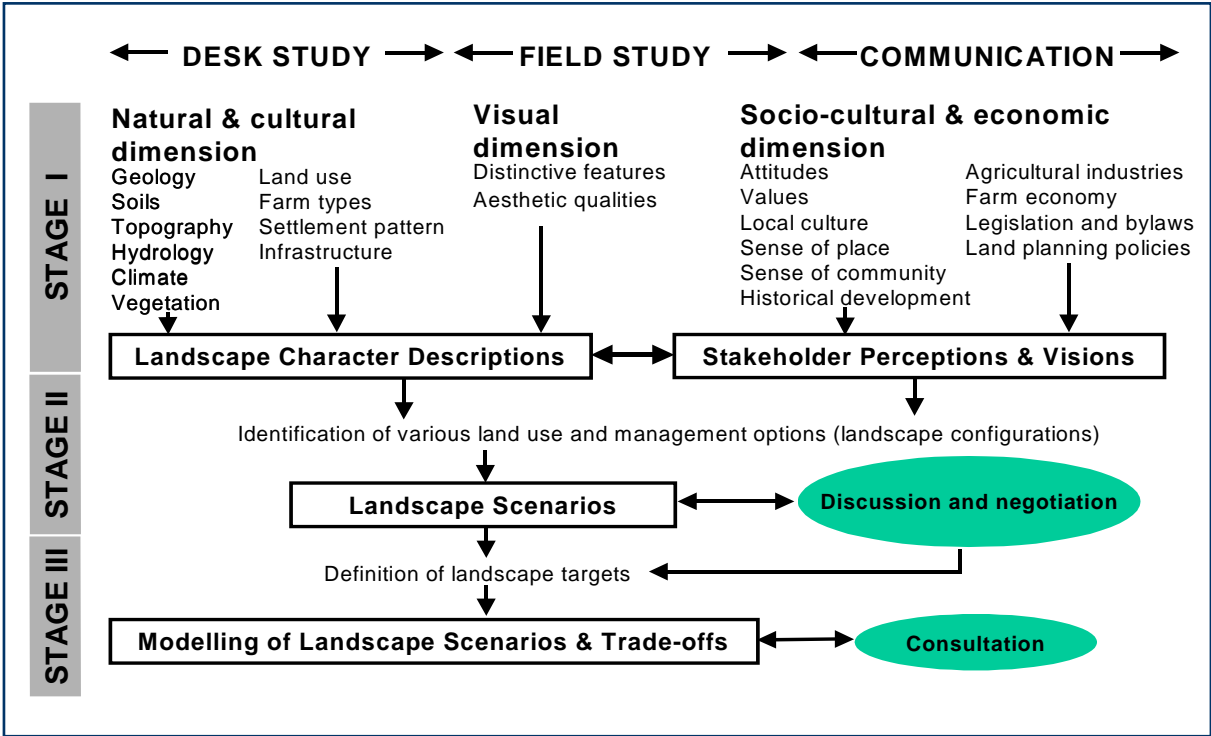 DESK STUDY
FIELD STUDY
COMMUNICATION
STAGE I
Natural & cultural
dimension
Geology
Soils
Topography
Hydrology
Climate
Vegetation
Land use
Farm types
Settlement pattern
Infrastructure
Visual
dimension
Distinctive features
Aesthetic qualities
Socio-cultural & economic
dimension
Attitudes
Values
Local culture
Sense of place
Sense of community
Historical development
Agricultural industries
Farm economy
Legislation and bylaws
Land planning policies
Landscape Character Descriptions
Stakeholder Perceptions & Visions
STAGE II
Identification of various land use and management options (landscape configurations)
Landscape Scenarios
Discussion and negotiation
STAGE III
Definition of landscape targets
Modelling of Landscape Scenarios & Trade-offs
Consultation